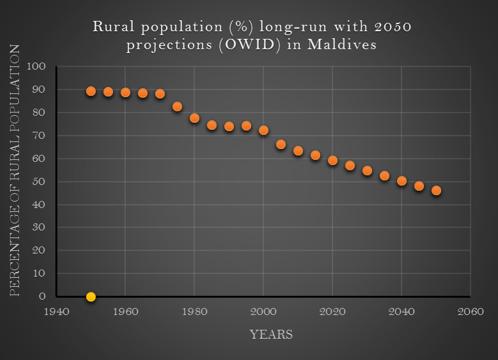 Rural population (%) long-run with 2050
projections (OWID) in Maldives
PERCENTAGE OF RURAL POPULATION
100
90
80
70
60
50
40
30
20
10
0
1940 1960 1980 2000 2020 2040 2060
YEARS